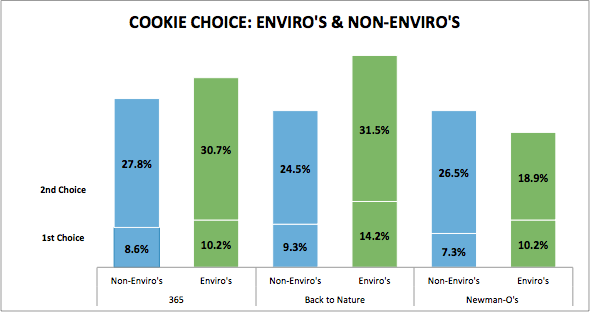 COOKIE CHOICE: ENVIRO'S & NON-ENVIRO'S
27.8%
30.7%
24.5%
31.5%
26.5%
18.9%
2nd Choice
1st Choice
8.6%
10.2%
9.3%
14.2%
7.3%
10.2%
Non-Enviro's
Enviro's
Non-Enviro's
Enviro's
Non-Enviro's
Enviro's
365
Back to Nature
Newman-O's